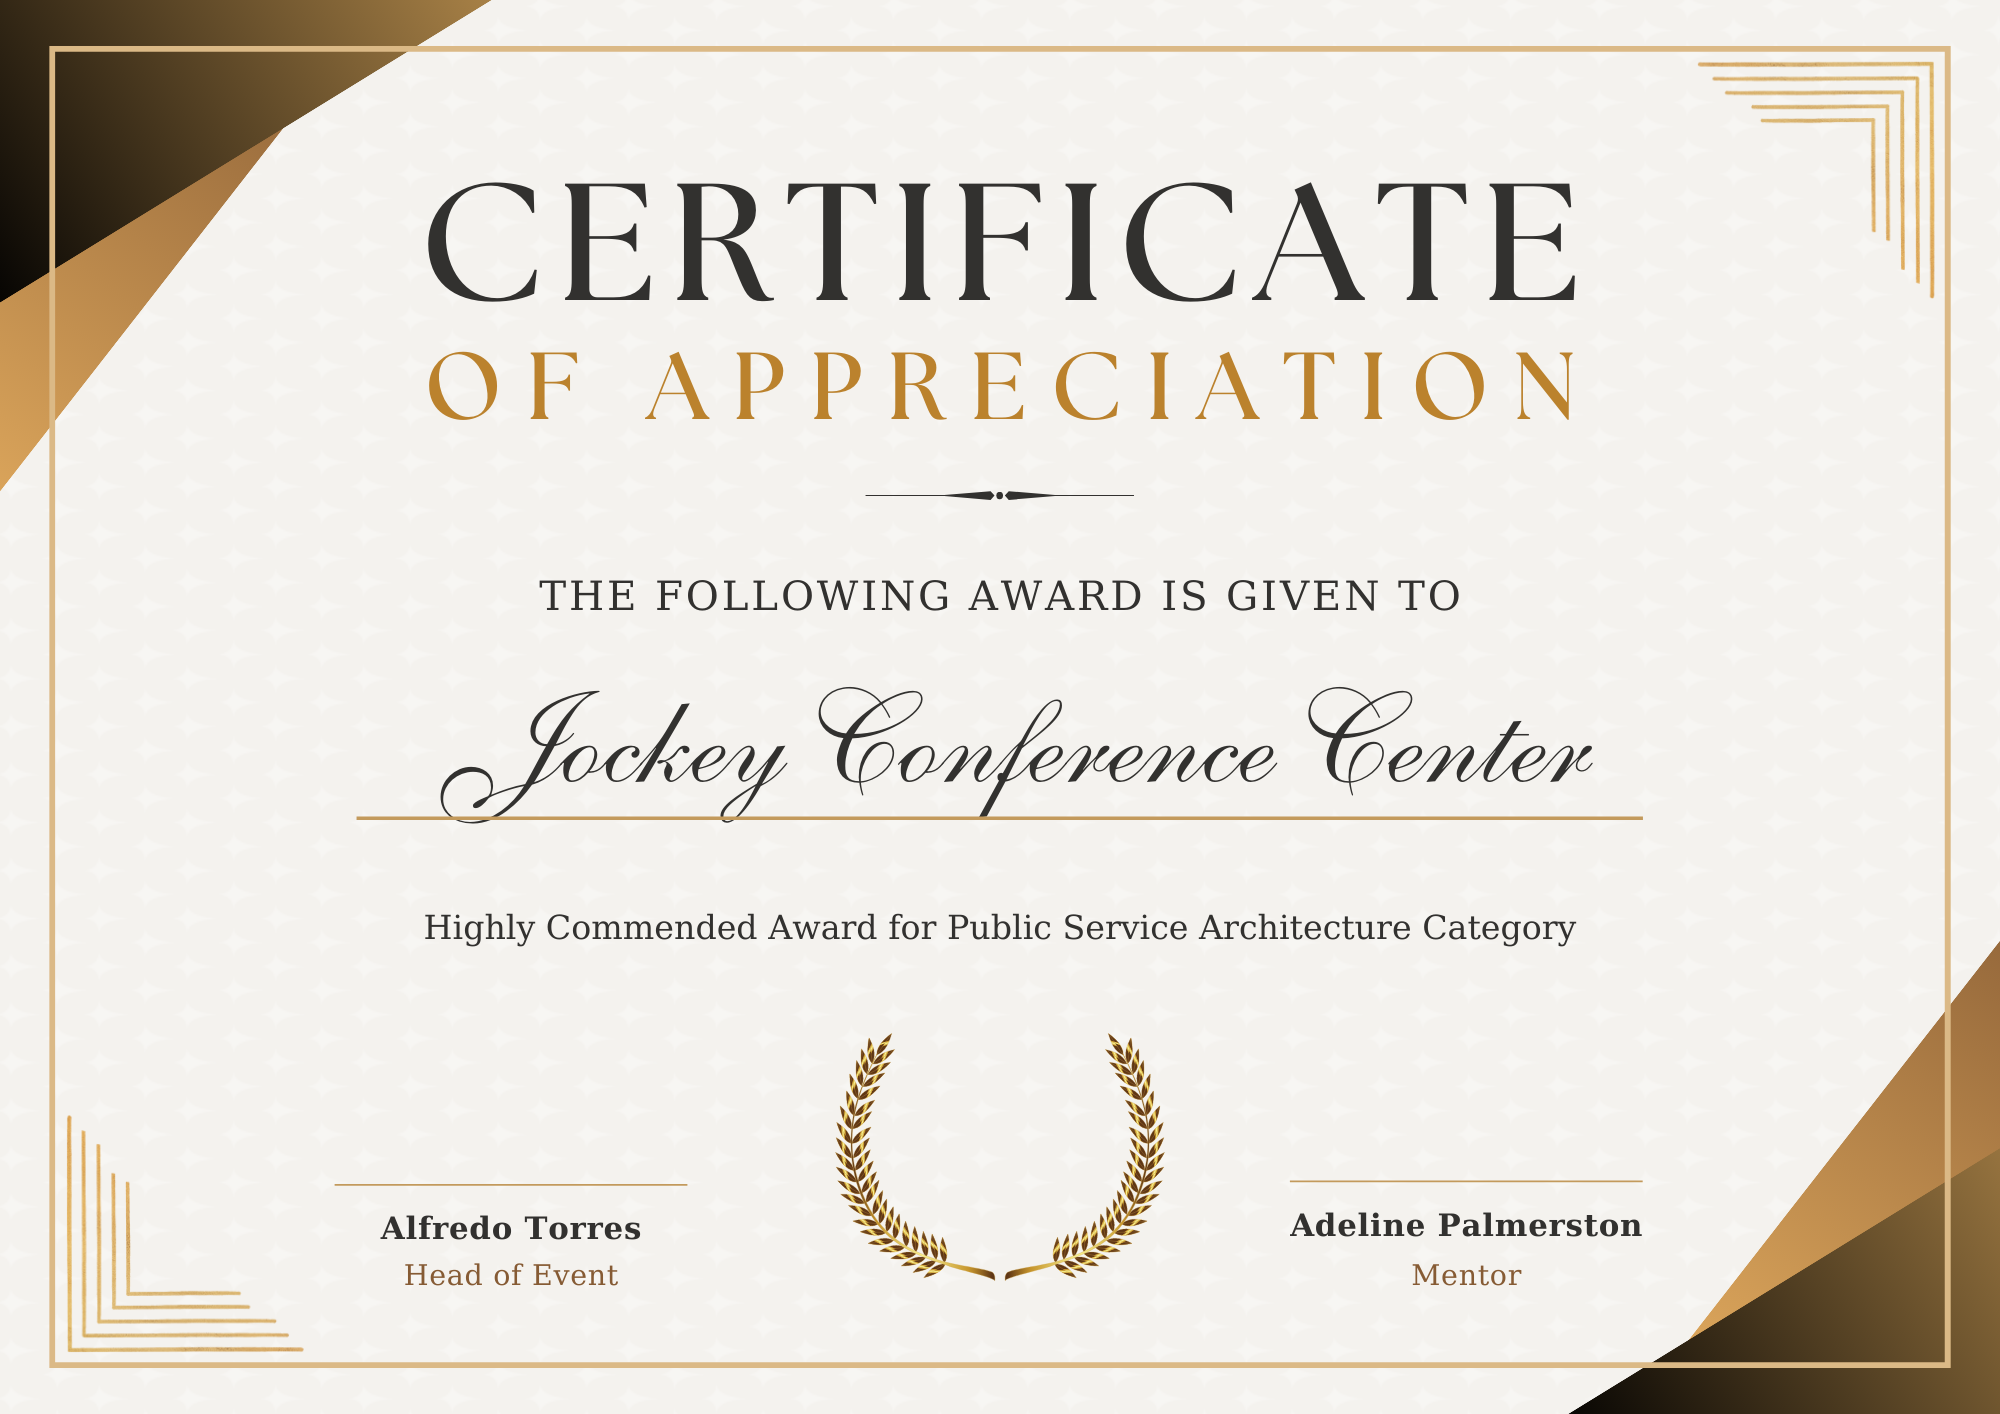 CERTIFICATE
OF APPRECIATION
THE FOLLOWING AWARD IS GIVEN TO
Jockey Conference Center
Highly Commended Award for Public Service Architecture Category
Alfredo Torres
Head of Event
Adeline Palmerston
Mentor